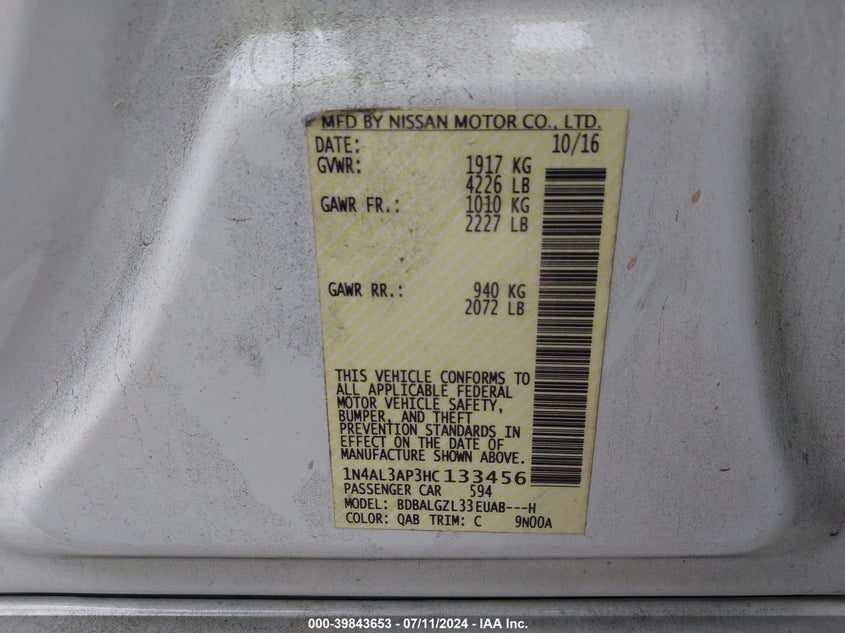 MFD BY NISSAN MOTOR CO., LTD.
DATE: 10/16
GVWR: 1917 KG
4226 LB
GAWR FR.: 1010 KG
2227 LB
GAWR RR.: 940 KG
2072 LB
THIS VEHICLE CONFORMS TO
ALL APPLICABLE FEDERAL
MOTOR VEHICLE SAFETY,
BUMPER, AND THEFT
PREVENTION STANDARDS IN
EFFECT ON THE DATE OF
MANUFACTURE SHOWN ABOVE.
1N4AL3AP3HC133456
PASSENGER CAR 594
MODEL: BDBALGZL33EUAB---H
COLOR: QAB TRIM: C 9N00A
000-39843653 - 07/11/2024 - IAA Inc.